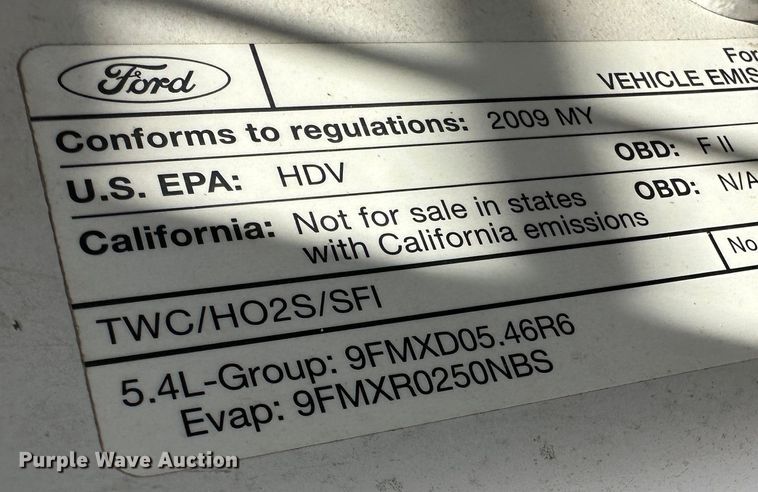 Ford
For
VEHICLE EMIS
Conforms to regulations: 2009 MY
U.S. EPA: HDV OBD: F II
California: Not for sale in states OBD: N/A
with California emissions
No
TWC/HO2S/SFI
5.4L-Group: 9FMXD05.46R6
Evap: 9FMXR0250NBS
Purple Wave Auction